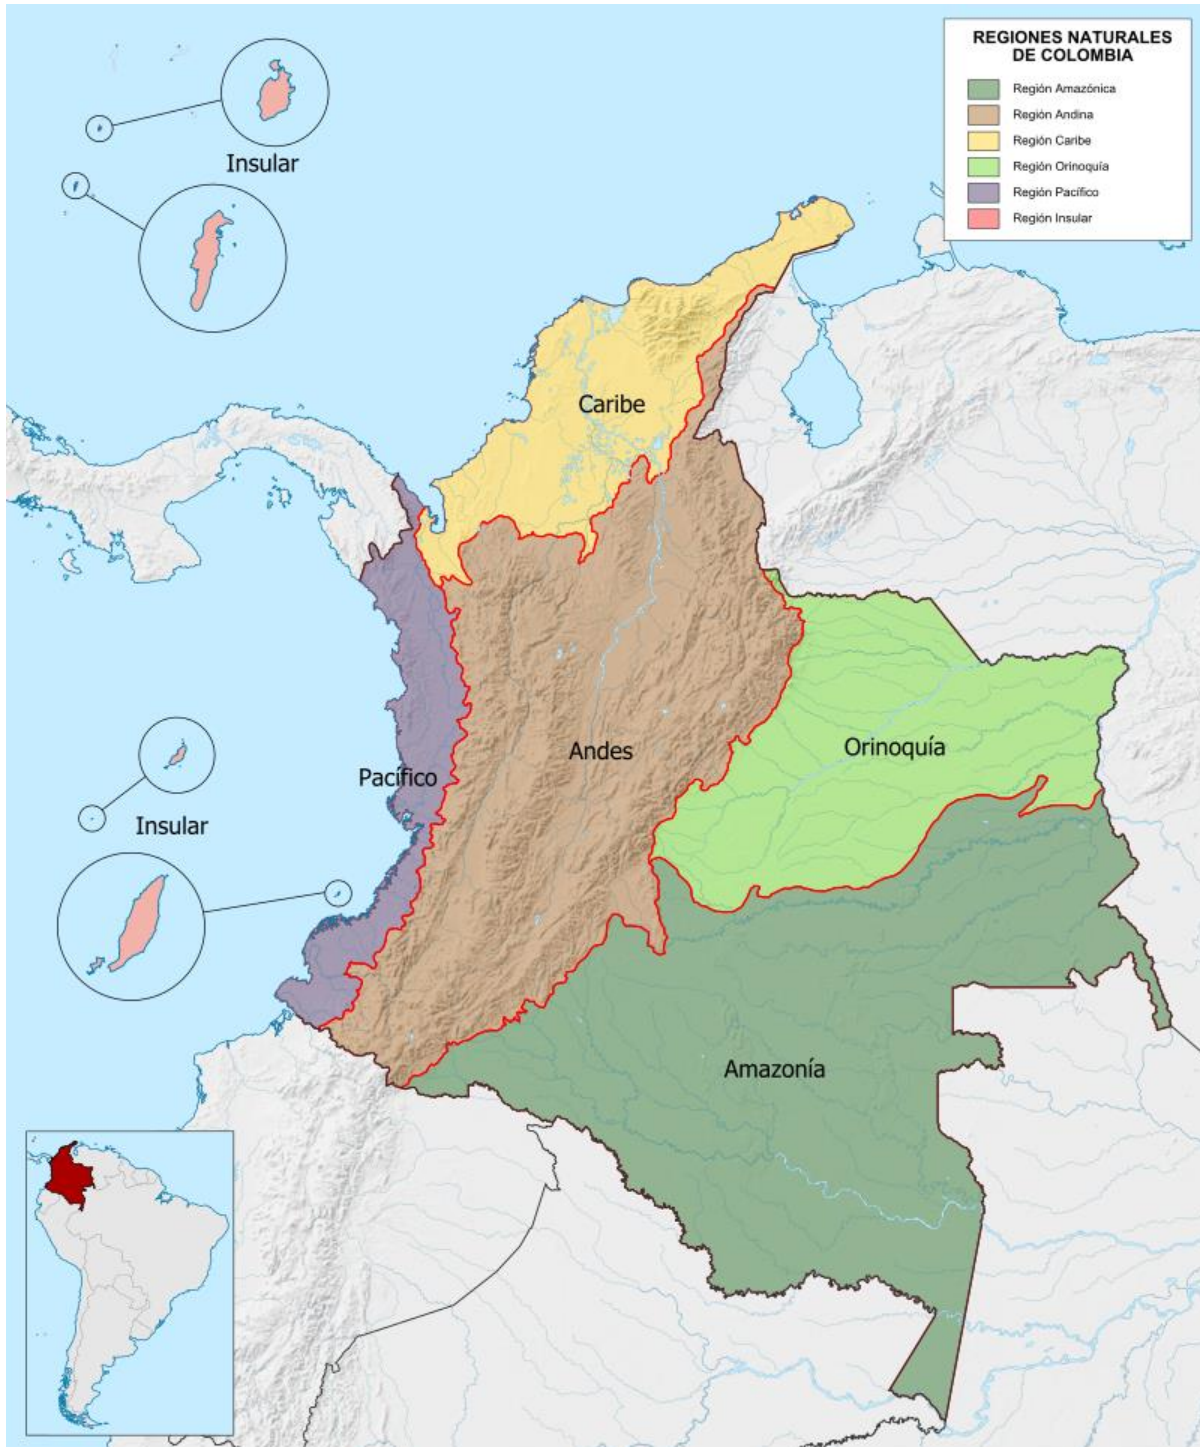 REGIONES NATURALES
DE COLOMBIA
Región Amazónica
Región Andina
Región Caribe
Región Orinoquía
Región Pacífico
Región Insular
Insular
Caribe
Andes
Orinoquía
Pacífico
Insular
Amazonía